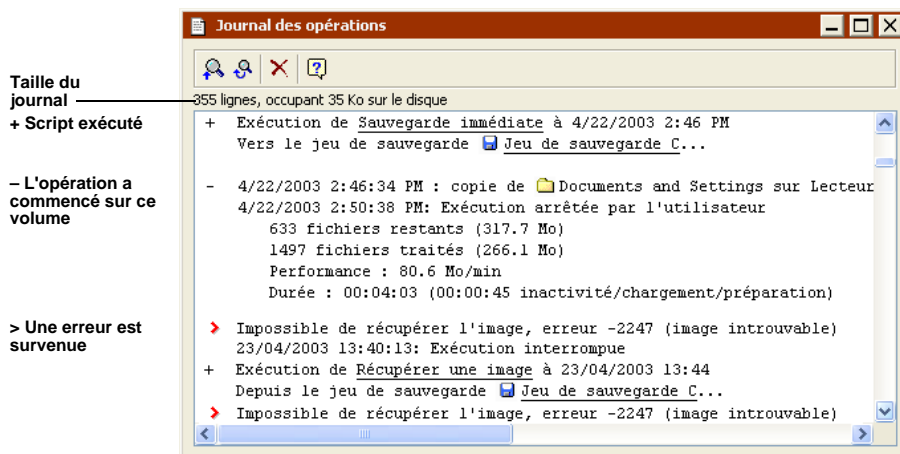 Journal des opérations
Taille du
journal
355 lignes, occupant 35 Ko sur le disque
+ Script exécuté
+ Exécution de Sauvegarde immédiate à 4/22/2003 2:46 PM
Vers le jeu de sauvegarde Jeu de sauvegarde C...
– L'opération a
commencé sur ce
volume
- 4/22/2003 2:46:34 PM : copie de Documents and Settings sur Lecteur
4/22/2003 2:50:38 PM: Exécution arrêtée par l'utilisateur
633 fichiers restants (317.7 Mo)
1497 fichiers traités (266.1 Mo)
Performance : 80.6 Mo/min
Durée : 00:04:03 (00:00:45 inactivité/chargement/préparation)
> Une erreur est
survenue
> Impossible de récupérer l'image, erreur -2247 (image introuvable)
23/04/2003 13:40:13: Exécution interrompue
+ Exécution de Récupérer une image à 23/04/2003 13:44
Depuis le jeu de sauvegarde Jeu de sauvegarde C...
> Impossible de récupérer l'image, erreur -2247 (image introuvable)